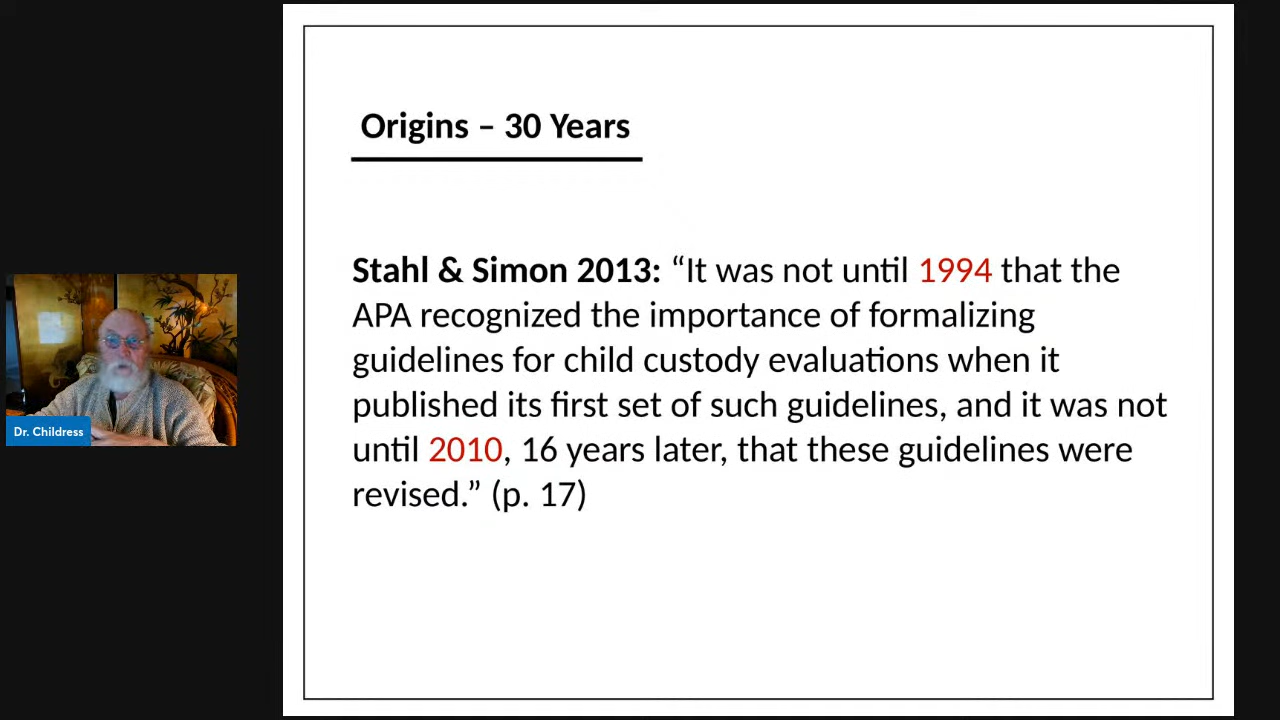 Origins – 30 Years
Stahl & Simon 2013: “It was not until 1994 that the
APA recognized the importance of formalizing
guidelines for child custody evaluations when it
published its first set of such guidelines, and it was not
until 2010, 16 years later, that these guidelines were
revised.” (p. 17)
Dr. Childress